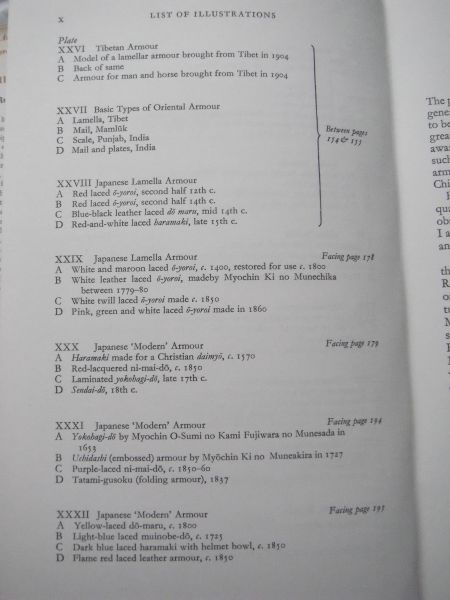 x LIST OF ILLUSTRATIONS
Plate
XXVI Tibetan Armour
A Model of a lamellar armour brought from Tibet in 1904
B Back of same
C Armour for man and horse brought from Tibet in 1904
XXVII Basic Types of Oriental Armour
A Lamella, Tibet
B Mail, Mamlūk
C Scale, Punjab, India
D Mail and plates, India
Between pages
154 & 155
XXVIII Japanese Lamella Armour
A Red laced ō-yoroi, second half 12th c.
B Red laced ō-yoroi, second half 14th c.
C Blue-black leather laced dō maru, mid 14th c.
D Red-and-white laced haramaki, late 15th c.
XXIX Japanese Lamella Armour Facing page 178
A White and maroon laced ō-yoroi, c. 1400, restored for use c. 1800
B White leather laced ō-yoroi, madeby Myochin Ki no Munechika
between 1779–80
C White twill laced ō-yoroi made c. 1850
D Pink, green and white laced ō-yoroi made in 1860
XXX Japanese ‘Modern’ Armour Facing page 179
A Haramaki made for a Christian daimyō, c. 1570
B Red-lacquered ni-mai-dō, c. 1850
C Laminated yokobagi-dō, late 17th c.
D Sendai-dō, 18th c.
XXXI Japanese ‘Modern’ Armour Facing page 194
A Yokobagi-dō by Myochin O-Sumi no Kami Fujiwara no Munesada in
1653
B Uchidashi (embossed) armour by Myōchin Ki no Muneakira in 1727
C Purple-laced ni-mai-dō, c. 1850–60
D Tatami-gusoku (folding armour), 1837
XXXII Japanese ‘Modern’ Armour Facing page 195
A Yellow-laced dō-maru, c. 1800
B Light-blue laced muinobe-dō, c. 1725
C Dark blue laced haramaki with helmet bowl, c. 1850
D Flame red laced leather armour, c. 1850